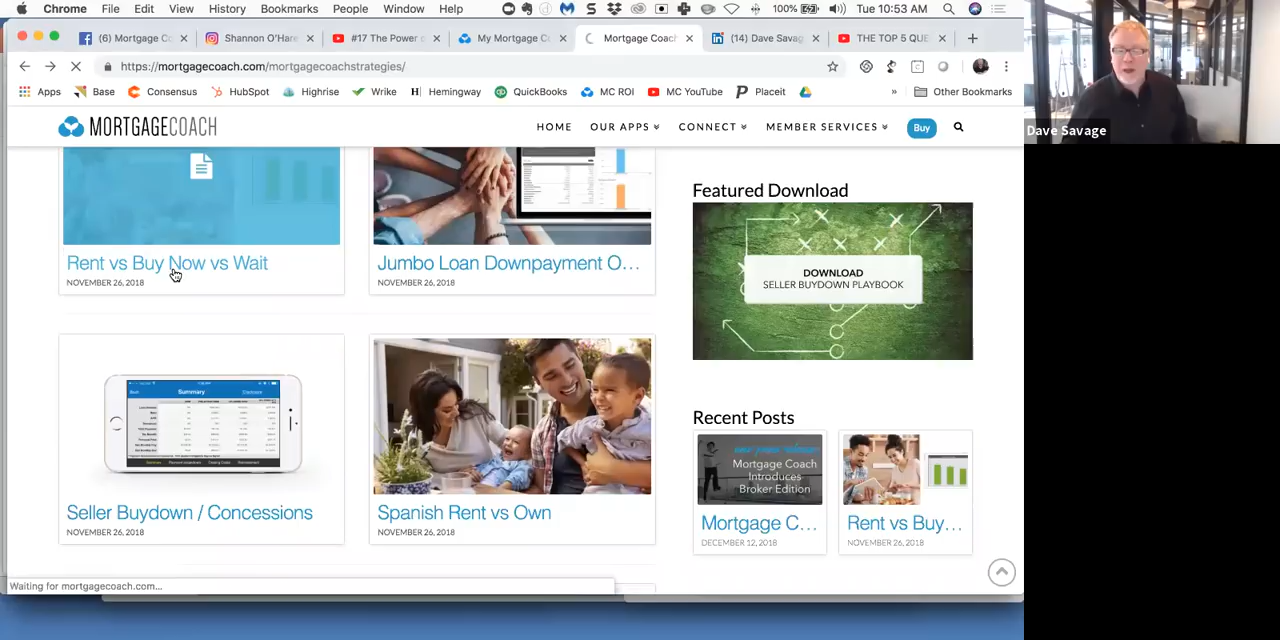 Chrome File Edit View History Bookmarks People Window Help 100% Tue 10:53 AM
(6) Mortgage Co Shannon O'Hare #17 The Power o My Mortgage Co Mortgage Coach (14) Dave Savag THE TOP 5 QUE
https://mortgagecoach.com/mortgagecoachstrategies/
Apps Base Consensus HubSpot Highrise Wrike Hemingway QuickBooks MC ROI MC YouTube Placeit » Other Bookmarks
Dave Savage
MORTGAGECOACH HOME OUR APPS CONNECT MEMBER SERVICES Buy
Rent vs Buy Now vs Wait
NOVEMBER 26, 2018
Jumbo Loan Downpayment O...
NOVEMBER 26, 2018
Featured Download
DOWNLOAD
SELLER BUYDOWN PLAYBOOK
Summary
Seller Buydown / Concessions
NOVEMBER 26, 2018
Spanish Rent vs Own
NOVEMBER 26, 2018
Recent Posts
Mortgage Coach
Introduces
Broker Edition
Mortgage C...
DECEMBER 12, 2018
Rent vs Buy...
NOVEMBER 26, 2018
Waiting for mortgagecoach.com...